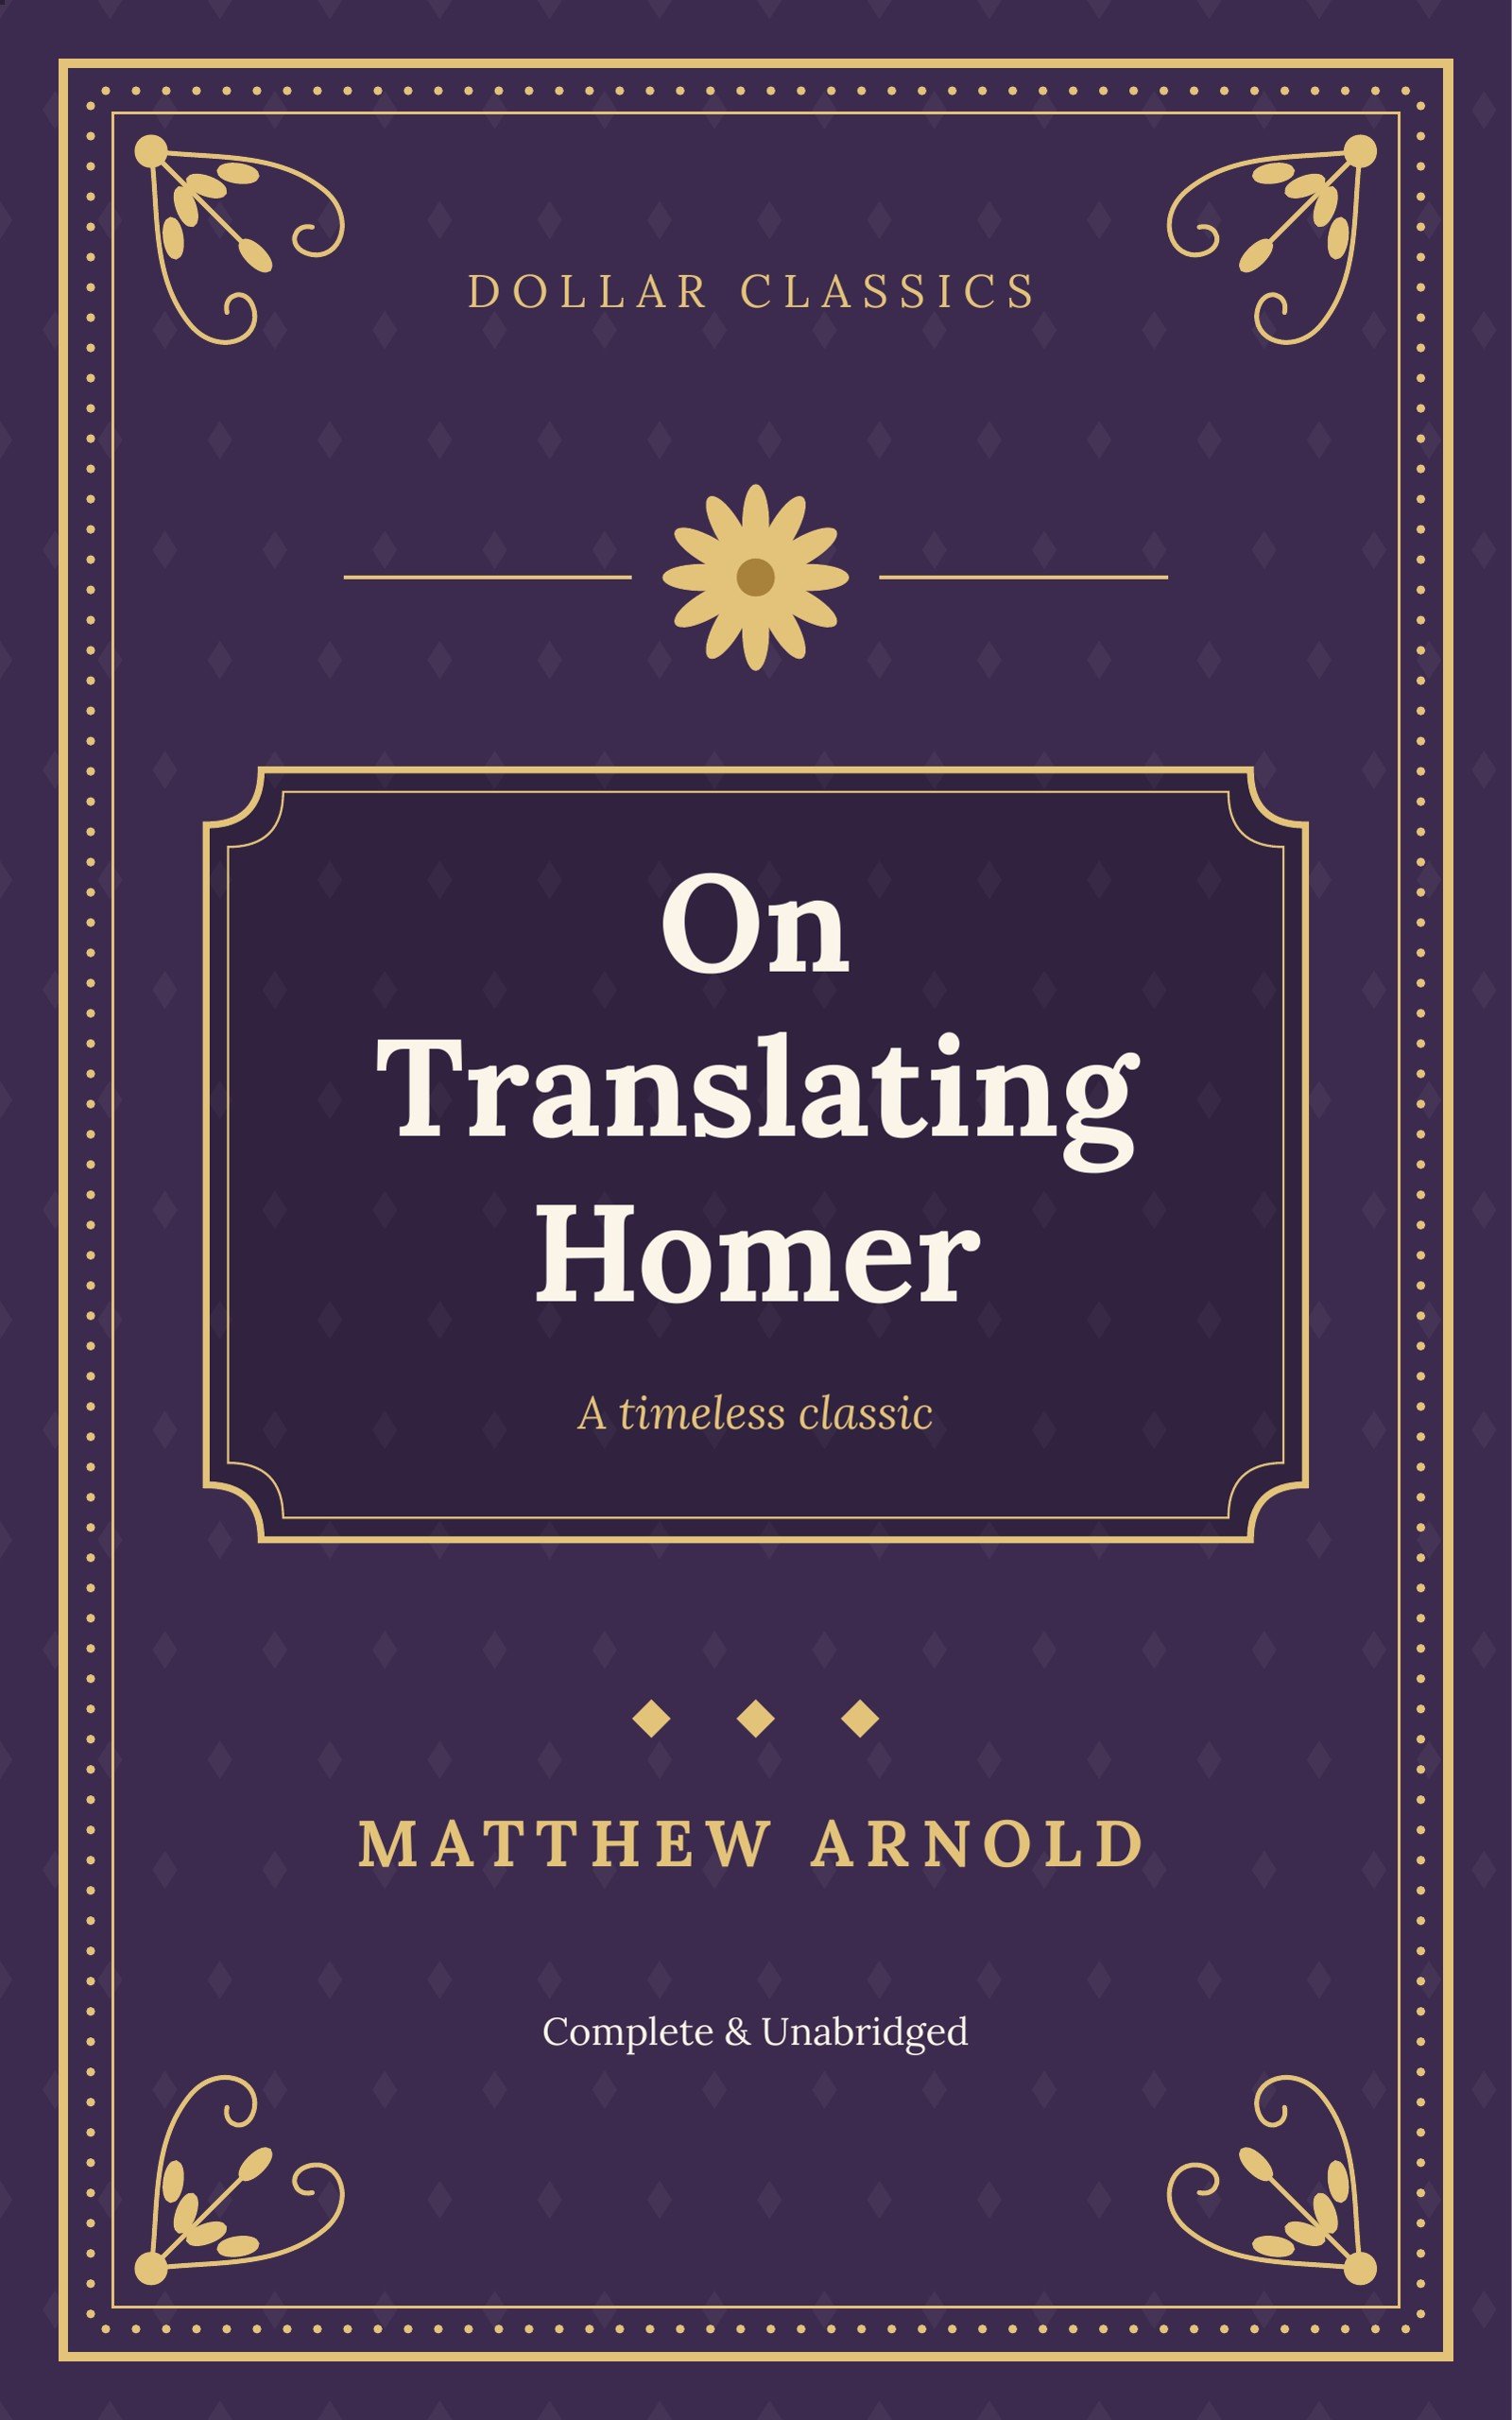 DOLLAR CLASSICS
On
Translating
Homer
A timeless classic
MATTHEW ARNOLD
Complete & Unabridged